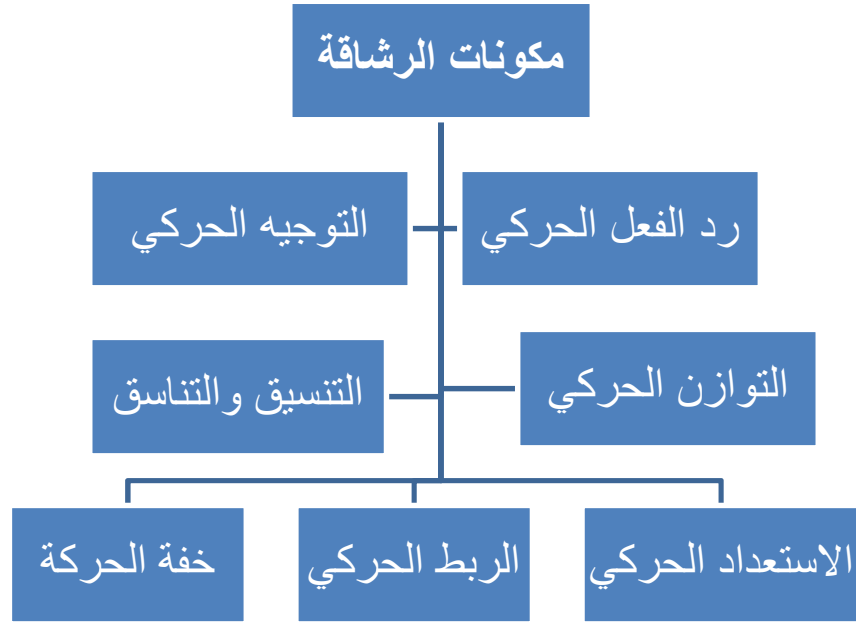 مكونات الرشاقة
رد الفعل الحركي
التوجيه الحركي
التوازن الحركي
التنسيق والتناسق
الاستعداد الحركي
الربط الحركي
خفة الحركة